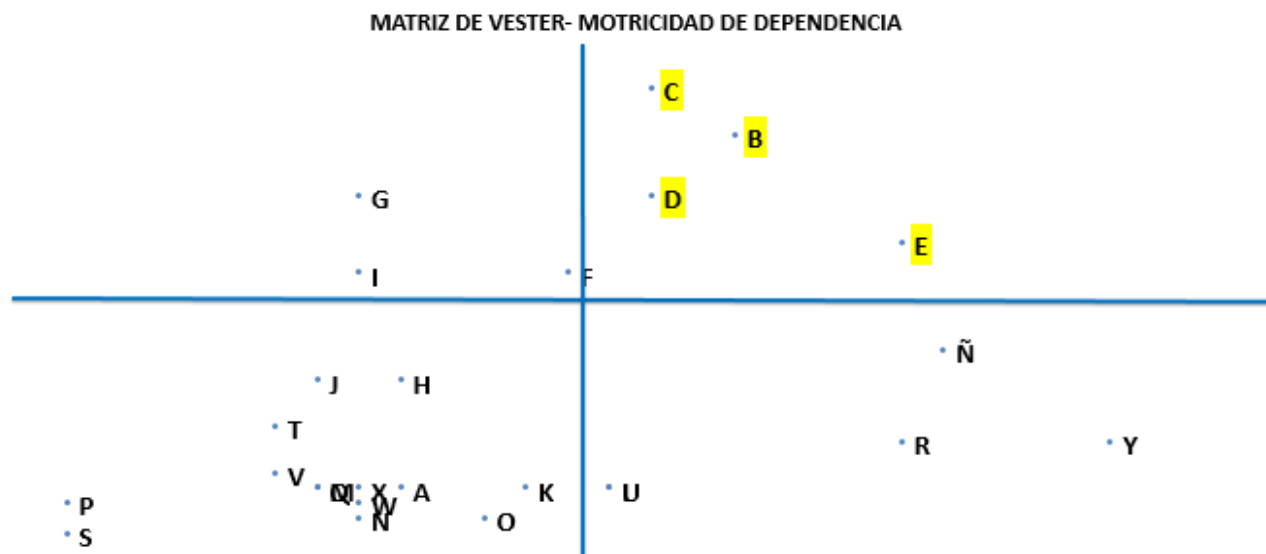 MATRIZ DE VESTER- MOTRICIDAD DE DEPENDENCIA
C
B
G
D
E
I
F
Ñ
J
H
T
R
Y
V
X
A
K
P
W
N
O
S